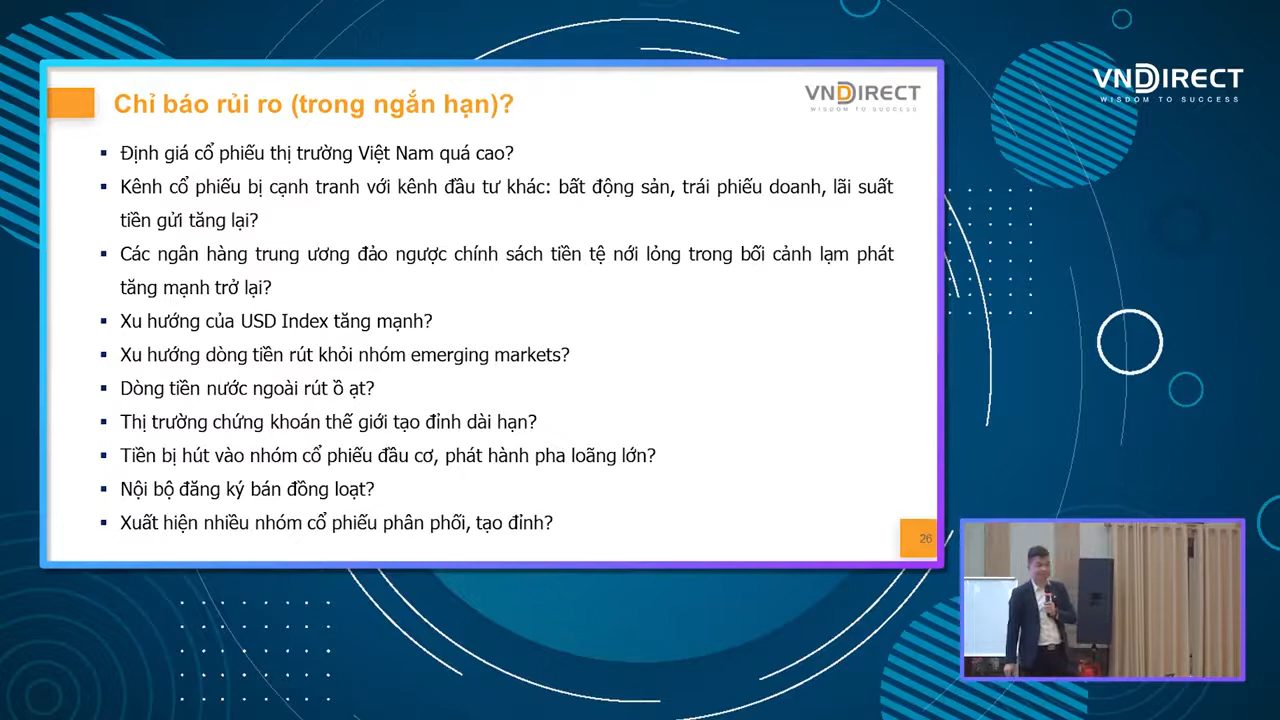 Chỉ báo rủi ro (trong ngắn hạn)?
VNDIRECT
WISDOM TO SUCCESS
VNDIRECT
WISDOM TO SUCCESS
▪ Định giá cổ phiếu thị trường Việt Nam quá cao?
▪ Kênh cổ phiếu bị cạnh tranh với kênh đầu tư khác: bất động sản, trái phiếu doanh, lãi suất
tiền gửi tăng lại?
▪ Các ngân hàng trung ương đảo ngược chính sách tiền tệ nới lỏng trong bối cảnh lạm phát
tăng mạnh trở lại?
▪ Xu hướng của USD Index tăng mạnh?
▪ Xu hướng dòng tiền rút khỏi nhóm emerging markets?
▪ Dòng tiền nước ngoài rút ồ ạt?
▪ Thị trường chứng khoán thế giới tạo đỉnh dài hạn?
▪ Tiền bị hút vào nhóm cổ phiếu đầu cơ, phát hành pha loãng lớn?
▪ Nội bộ đăng ký bán đồng loạt?
▪ Xuất hiện nhiều nhóm cổ phiếu phân phối, tạo đỉnh?
26